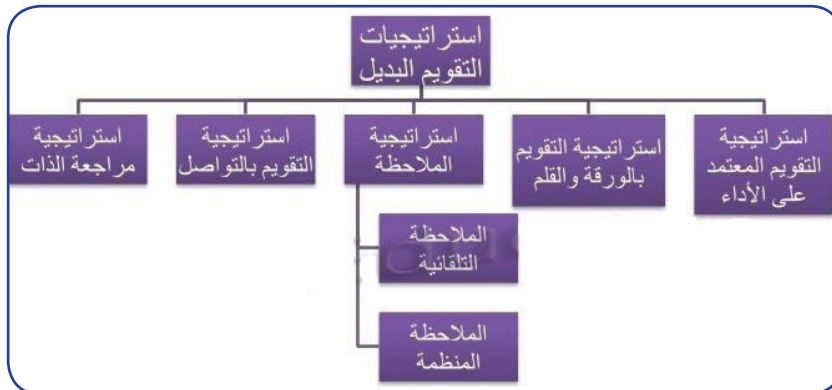 استراتيجيات
التقويم البديل
استراتيجية
التقويم المعتمد
على الأداء
استراتيجية التقويم
بالورقة والقلم
استراتيجية
الملاحظة
استراتيجية
التقويم بالتواصل
استراتيجية
مراجعة الذات
الملاحظة
التلقائية
الملاحظة
المنظمة